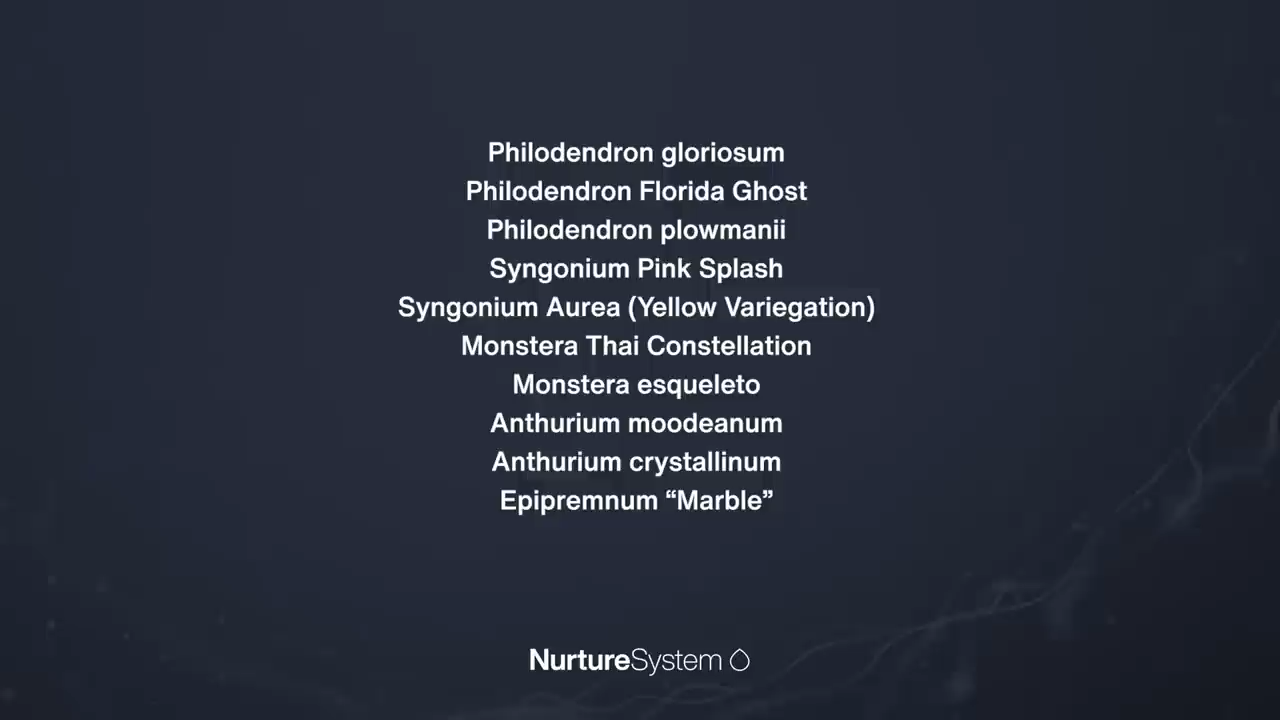 Philodendron gloriosum
Philodendron Florida Ghost
Philodendron plowmanii
Syngonium Pink Splash
Syngonium Aurea (Yellow Variegation)
Monstera Thai Constellation
Monstera esqueleto
Anthurium moodeanum
Anthurium crystallinum
Epipremnum “Marble”
NurtureSystem